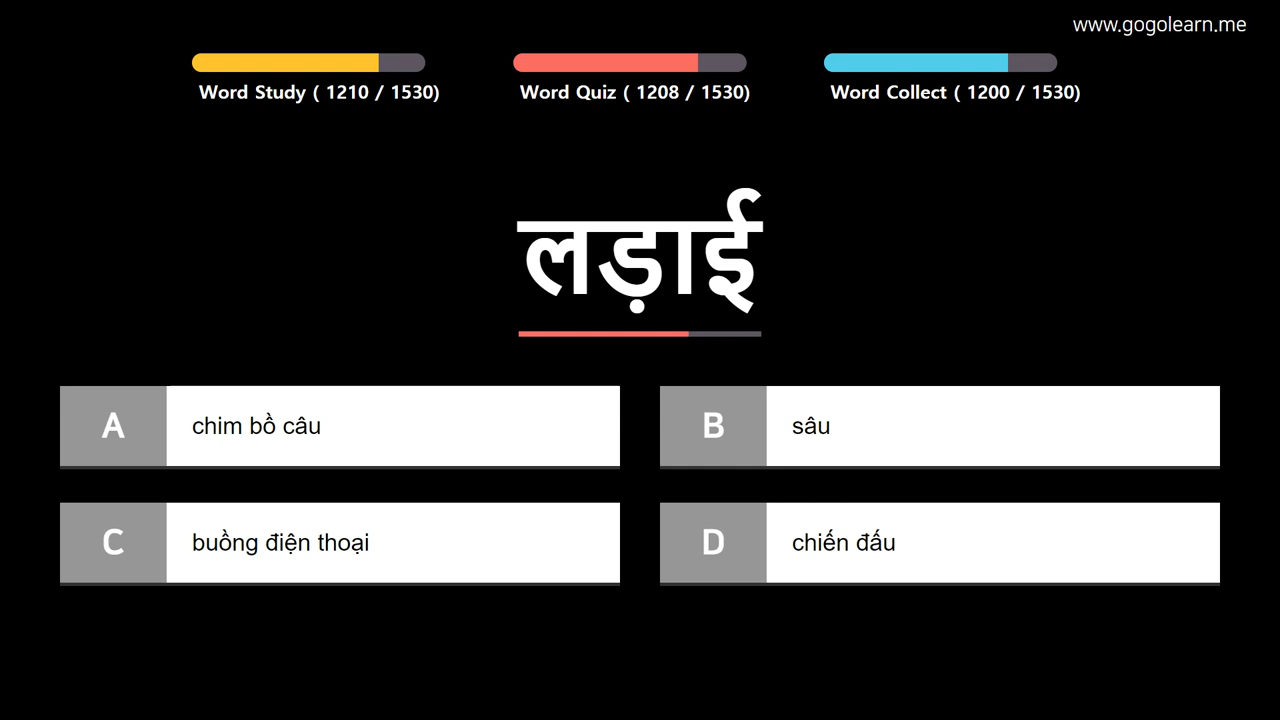 www.gogolearn.me
Word Study ( 1210 / 1530)
Word Quiz ( 1208 / 1530)
Word Collect ( 1200 / 1530)
लड़ाई
A
chim bồ câu
B
sâu
C
buồng điện thoại
D
chiến đấu